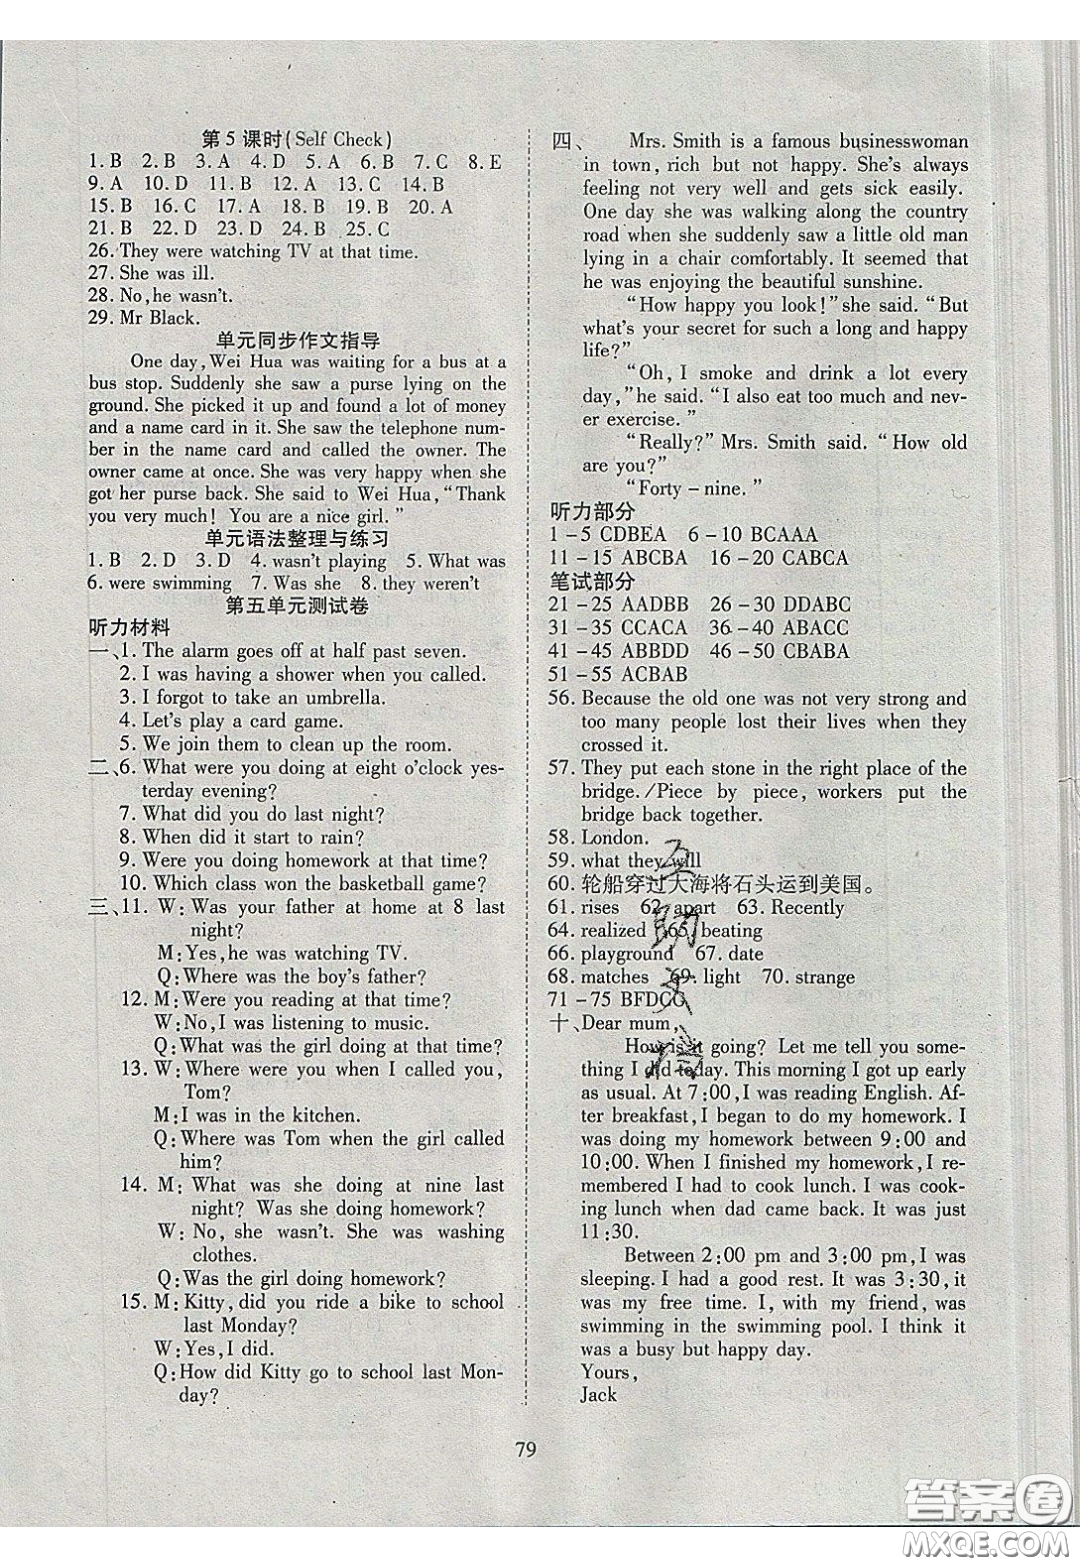 第5课时(Self Check)
1. B 2. B 3. A 4. D 5. A 6. B 7. C 8. E
9. A 10. D 11. B 12. A 13. C 14. B
15. B 16. C 17. A 18. B 19. B 20. A
21. B 22. D 23. D 24. B 25. C
26. They were watching TV at that time.
27. She was ill.
28. No, he wasn't.
29. Mr Black.
单元同步作文指导
One day, Wei Hua was waiting for a bus at a
bus stop. Suddenly she saw a purse lying on the
ground. She picked it up and found a lot of money
and a name card in it. She saw the telephone num-
ber in the name card and called the owner. The
owner came at once. She was very happy when she
got her purse back. She said to Wei Hua, "Thank
you very much! You are a nice girl."
单元语法整理与练习
1. B 2. D 3. D 4. wasn't playing 5. What was
6. were swimming 7. Was she 8. they weren't
第五单元测试卷
听力材料
一、1. The alarm goes off at half past seven.
2. I was having a shower when you called.
3. I forgot to take an umbrella.
4. Let's play a card game.
5. We join them to clean up the room.
二、6. What were you doing at eight o'clock yes-
terday evening?
7. What did you do last night?
8. When did it start to rain?
9. Were you doing homework at that time?
10. Which class won the basketball game?
三、11. W: Was your father at home at 8 last
night?
M: Yes, he was watching TV.
Q: Where was the boy's father?
12. M: Were you reading at that time?
W: No, I was listening to music.
Q: What was the girl doing at that time?
13. W: Where were you when I called you,
Tom?
M: I was in the kitchen.
Q: Where was Tom when the girl called
him?
14. M: What was she doing at nine last
night? Was she doing homework?
W: No, she wasn't. She was washing
clothes.
Q: Was the girl doing homework?
15. M: Kitty, did you ride a bike to school
last Monday?
W: Yes, I did.
Q: How did Kitty go to school last Mon-
day?
四、 Mrs. Smith is a famous businesswoman
in town, rich but not happy. She's always
feeling not very well and gets sick easily.
One day she was walking along the country
road when she suddenly saw a little old man
lying in a chair comfortably. It seemed that
he was enjoying the beautiful sunshine.
"How happy you look!" she said. "But
what's your secret for such a long and happy
life?"
"Oh, I smoke and drink a lot every
day," he said. "I also eat too much and nev-
er exercise."
"Really?" Mrs. Smith said. "How old
are you?"
"Forty - nine."
听力部分
1 - 5 CDBEA 6 - 10 BCAAA
11 - 15 ABCBA 16 - 20 CABCA
笔试部分
21 - 25 AADBB 26 - 30 DDABC
31 - 35 CCACA 36 - 40 ABACC
41 - 45 ABBDD 46 - 50 CBABA
51 - 55 ACBAB
56. Because the old one was not very strong and
too many people lost their lives when they
crossed it.
57. They put each stone in the right place of the
bridge. /Piece by piece, workers put the
bridge back together.
58. London.
59. what they will
60. 轮船穿过大海将石头运到美国。
61. rises 62. apart 63. Recently
64. realized 65. beating
66. playground 67. date
68. matches 69. light 70. strange
71 - 75 BFDCG
十、Dear mum,
How is it going? Let me tell you some-
thing I did today. This morning I got up early
as usual. At 7:00, I was reading English. Af-
ter breakfast, I began to do my homework. I
was doing my homework between 9:00 and
10:00. When I finished my homework, I re-
membered I had to cook lunch. I was cook-
ing lunch when dad came back. It was just
11:30.
Between 2:00 pm and 3:00 pm, I was
sleeping. I had a good rest. It was 3:30, it
was my free time. I, with my friend, was
swimming in the swimming pool. I think it
was a busy but happy day.
Yours,
Jack
79
答案卷
MXQE.COM